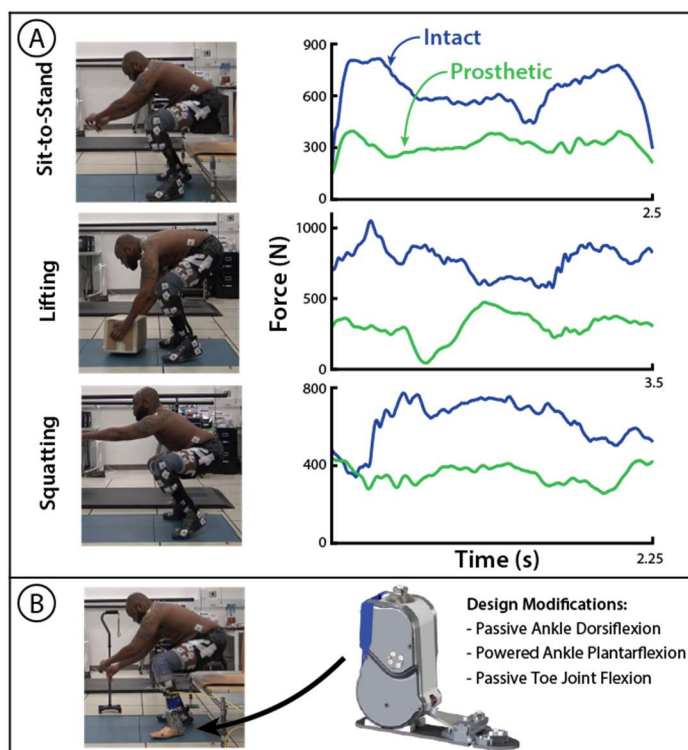 A
Sit-to-Stand
Intact
Prosthetic
900
600
300
0
2.5
Lifting
Force (N)
1000
500
0
3.5
Squatting
800
400
0
Time (s)
2.25
B
Design Modifications:
- Passive Ankle Dorsiflexion
- Powered Ankle Plantarflexion
- Passive Toe Joint Flexion